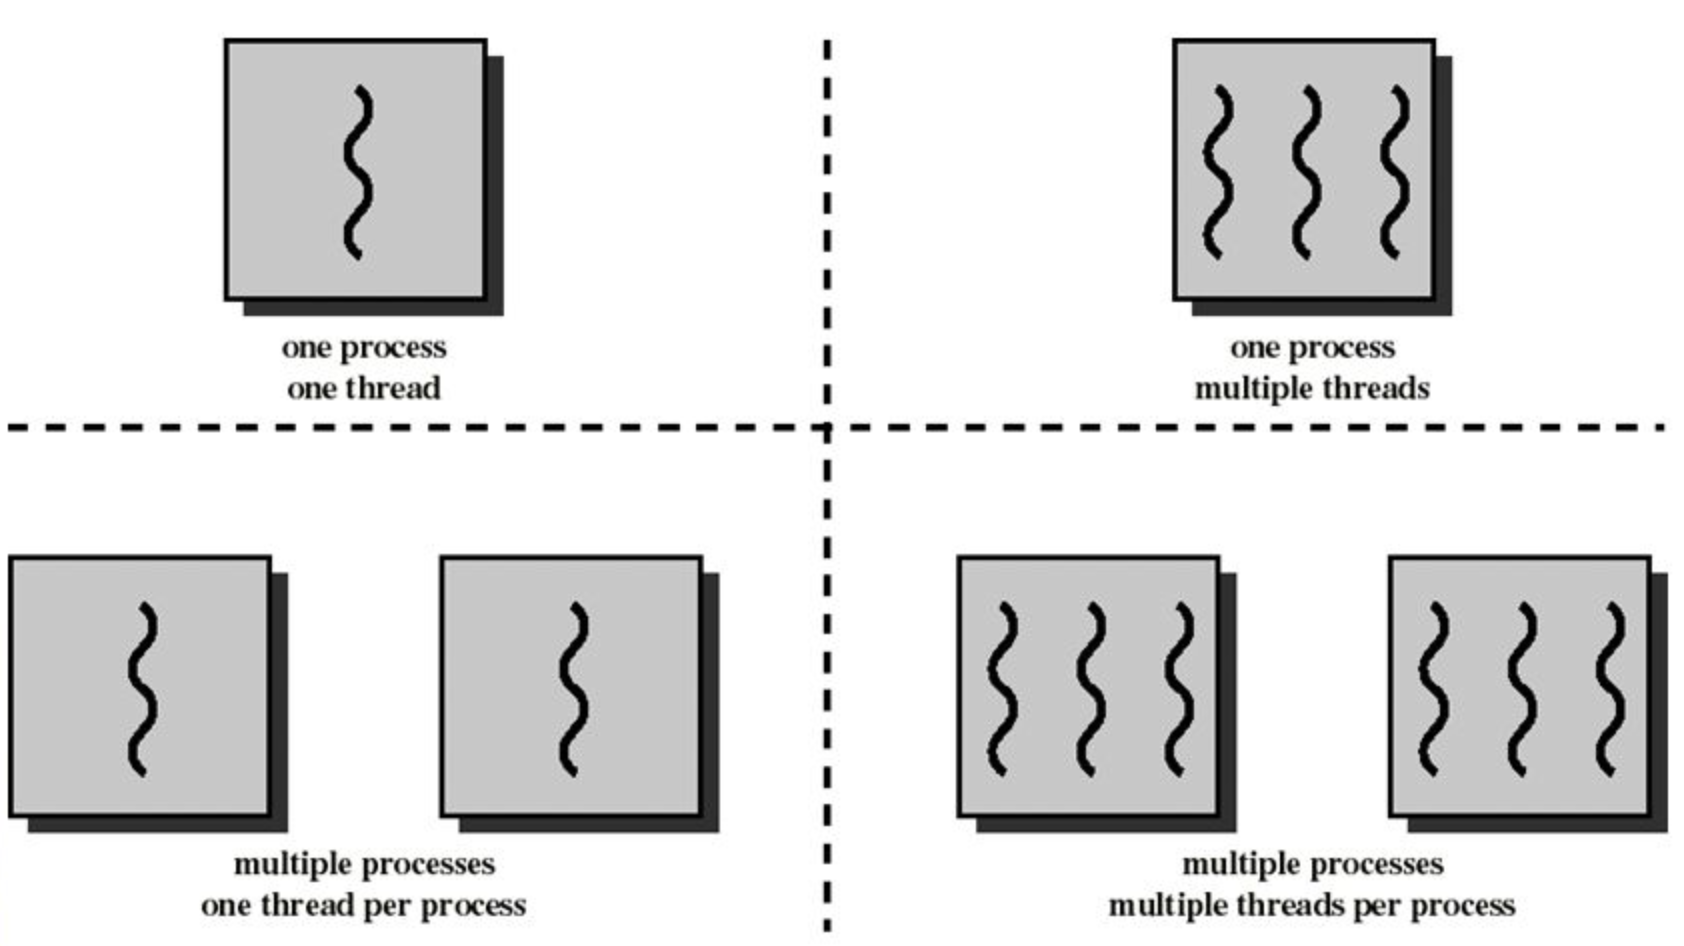 one process
one thread
one process
multiple threads
multiple processes
one thread per process
multiple processes
multiple threads per process